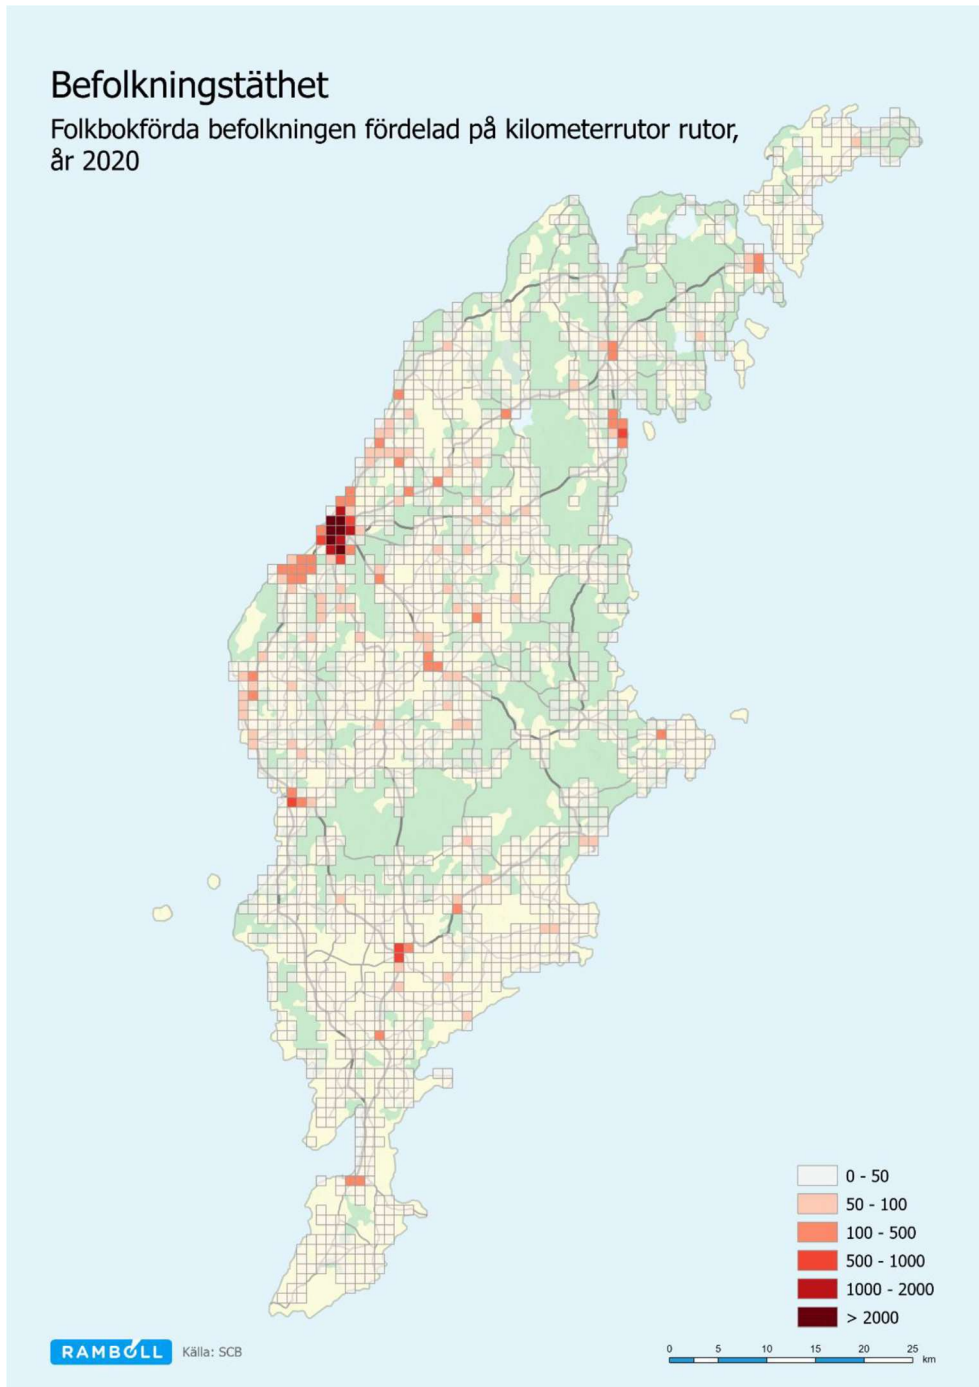 Befolkningstäthet
Folkbokförda befolkningen fördelad på kilometerrutor rutor,
år 2020
0 - 50
50 - 100
100 - 500
500 - 1000
1000 - 2000
> 2000
RAMBOLL Källa: SCB
0 5 10 15 20 25
km